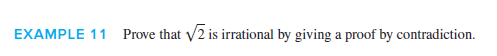 EXAMPLE 11 Prove that √2 is irrational by giving a proof by contradiction.